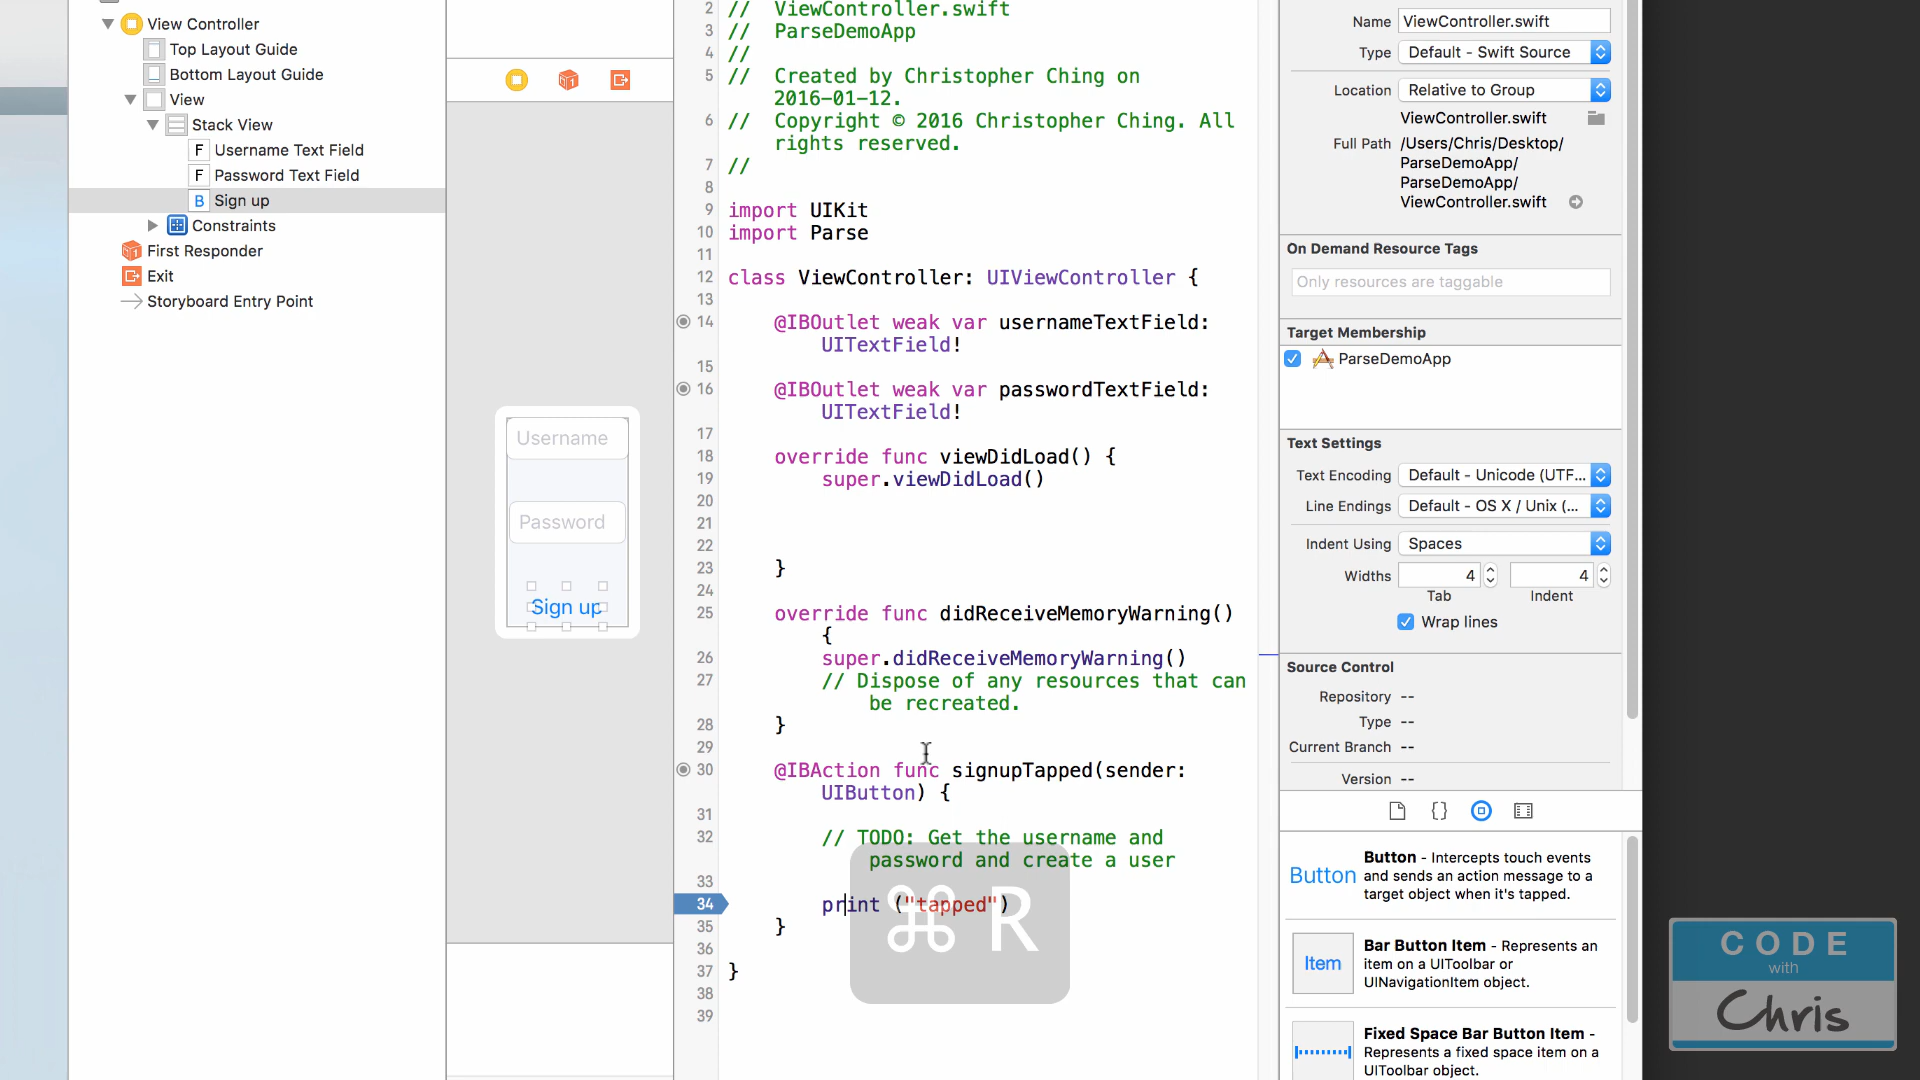 View Controller
Top Layout Guide
Bottom Layout Guide
View
Stack View
F Username Text Field
F Password Text Field
B Sign up
Constraints
First Responder
Exit
Storyboard Entry Point
Username
Password
Sign up
2 // ViewController.swift
3 // ParseDemoApp
4 //
5 // Created by Christopher Ching on
2016-01-12.
6 // Copyright © 2016 Christopher Ching. All
rights reserved.
7 //
8
9 import UIKit
10 import Parse
11
12 class ViewController: UIViewController {
13
14 @IBOutlet weak var usernameTextField:
UITextField!
15
16 @IBOutlet weak var passwordTextField:
UITextField!
17
18 override func viewDidLoad() {
19 super.viewDidLoad()
20
21
22
23 }
24
25 override func didReceiveMemoryWarning()
{
26 super.didReceiveMemoryWarning()
27 // Dispose of any resources that can
be recreated.
28 }
29
30 @IBAction func signupTapped(sender:
UIButton) {
31
32 // TODO: Get the username and
password and create a user
33
34 print ("tapped")
35 }
36
37 }
38
39
⌘ R
Name ViewController.swift
Type Default - Swift Source
Location Relative to Group
ViewController.swift
Full Path /Users/Chris/Desktop/
ParseDemoApp/
ParseDemoApp/
ViewController.swift
On Demand Resource Tags
Only resources are taggable
Target Membership
ParseDemoApp
Text Settings
Text Encoding Default - Unicode (UTF...
Line Endings Default - OS X / Unix (...
Indent Using Spaces
Widths 4 4
Tab Indent
Wrap lines
Source Control
Repository --
Type --
Current Branch --
Version --
{}
Button Button - Intercepts touch events
and sends an action message to a
target object when it's tapped.
Item Bar Button Item - Represents an
item on a UIToolbar or
UINavigationItem object.
Fixed Space Bar Button Item -
Represents a fixed space item on a
UIToolbar object.
CODE
with
Chris